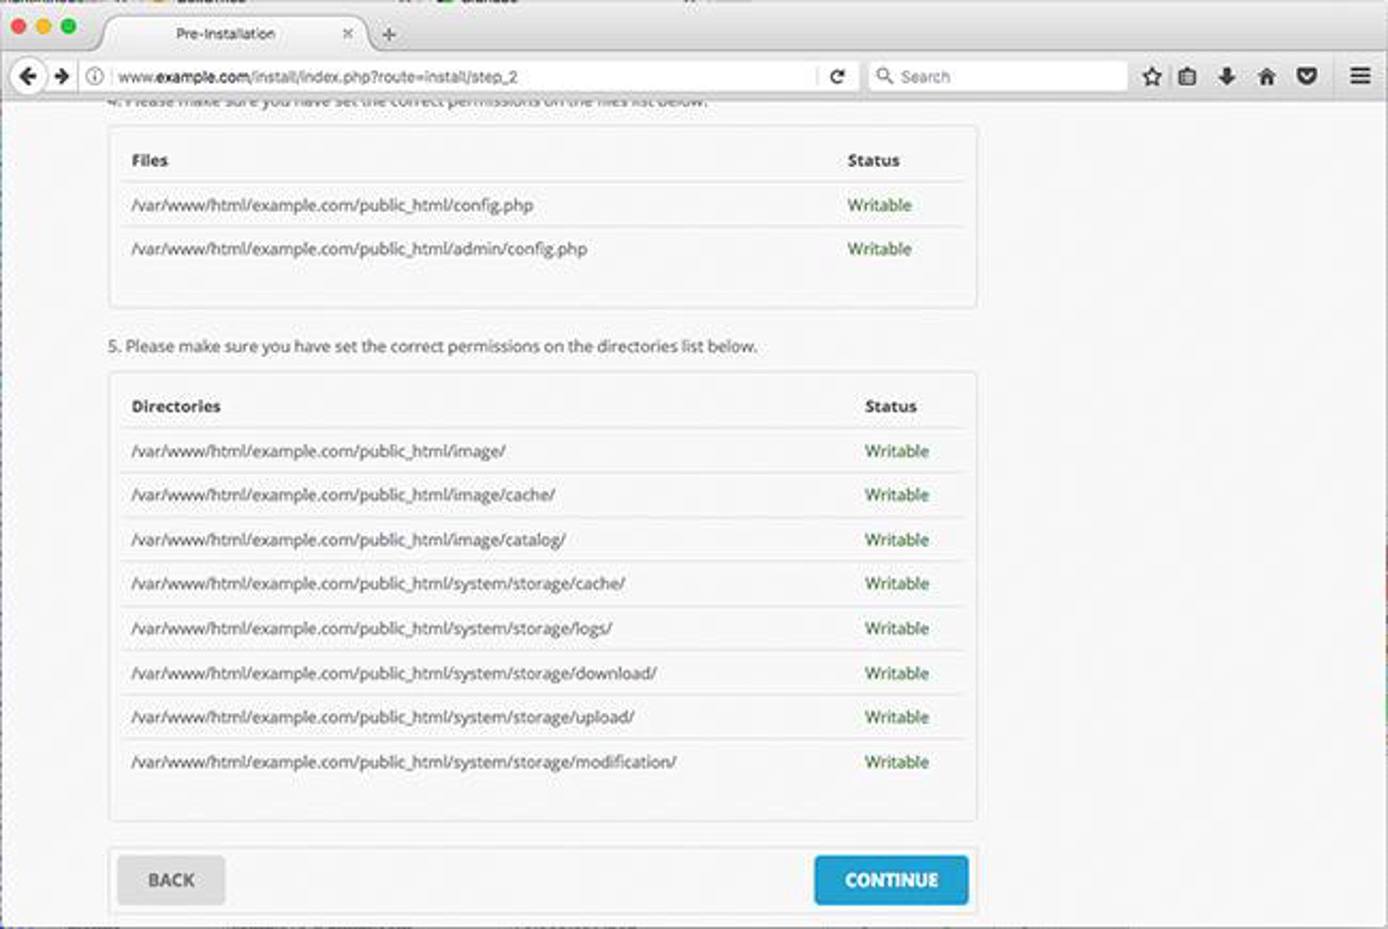 Pre-Installation
www.example.com/install/index.php?route=install/step_2
Search
4. Please make sure you have set the correct permissions on the files list below.
Files Status
/var/www/html/example.com/public_html/config.php Writable
/var/www/html/example.com/public_html/admin/config.php Writable
5. Please make sure you have set the correct permissions on the directories list below.
Directories Status
/var/www/html/example.com/public_html/image/ Writable
/var/www/html/example.com/public_html/image/cache/ Writable
/var/www/html/example.com/public_html/image/catalog/ Writable
/var/www/html/example.com/public_html/system/storage/cache/ Writable
/var/www/html/example.com/public_html/system/storage/logs/ Writable
/var/www/html/example.com/public_html/system/storage/download/ Writable
/var/www/html/example.com/public_html/system/storage/upload/ Writable
/var/www/html/example.com/public_html/system/storage/modification/ Writable
BACK CONTINUE